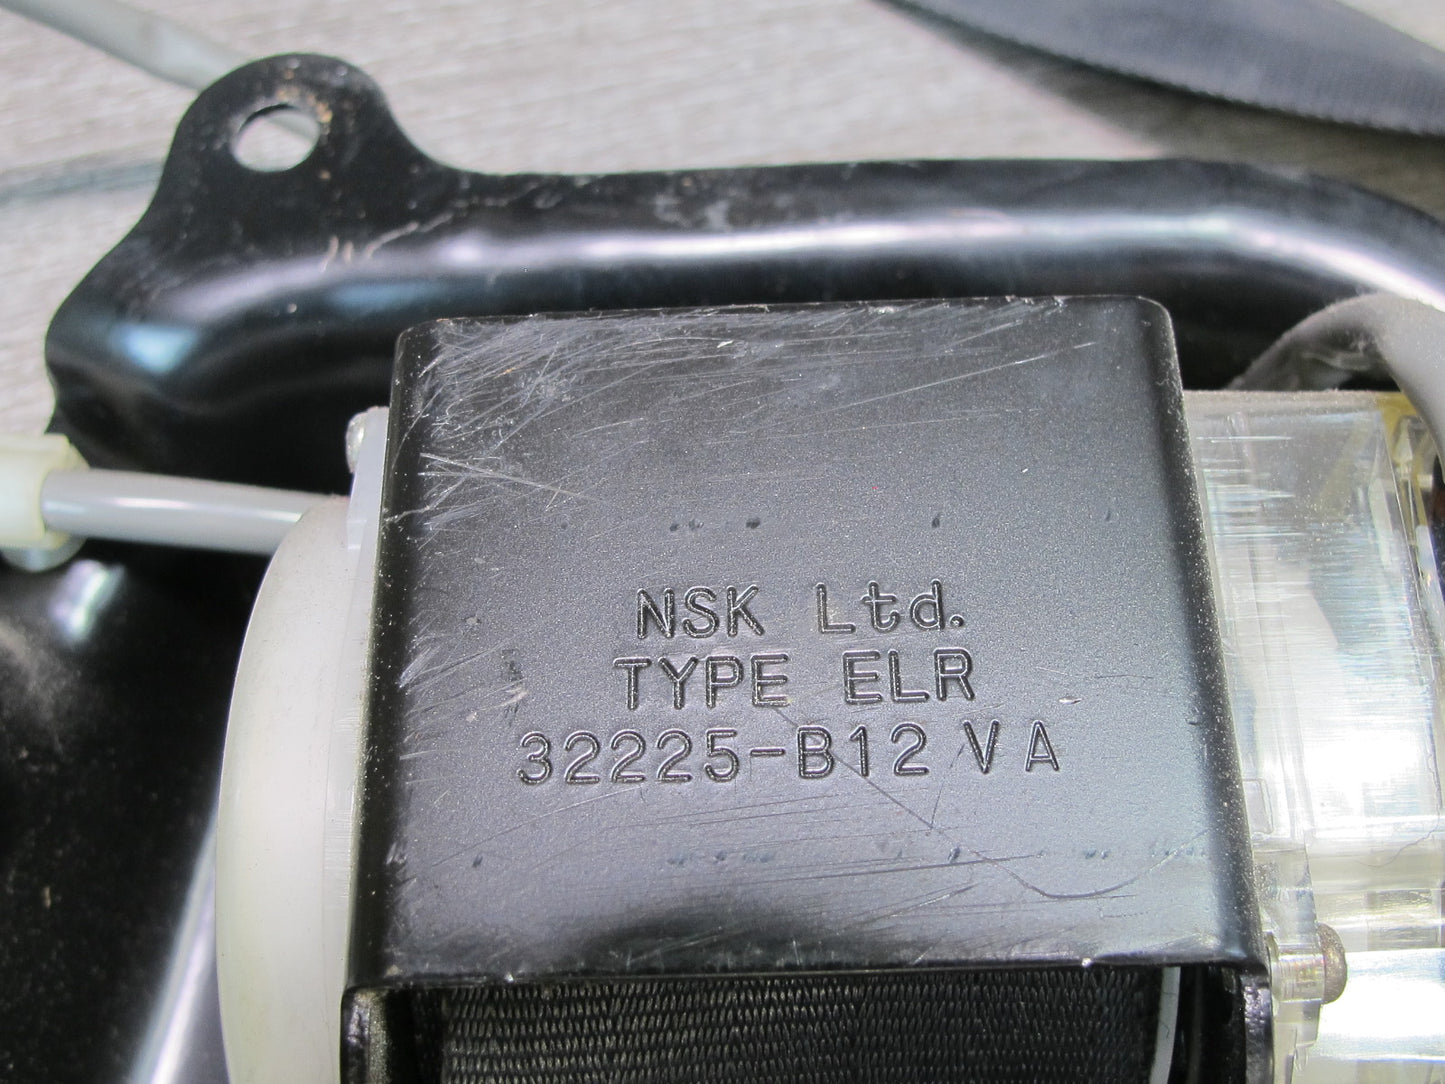 NSK Ltd.
TYPE ELR
32225-B12 VA